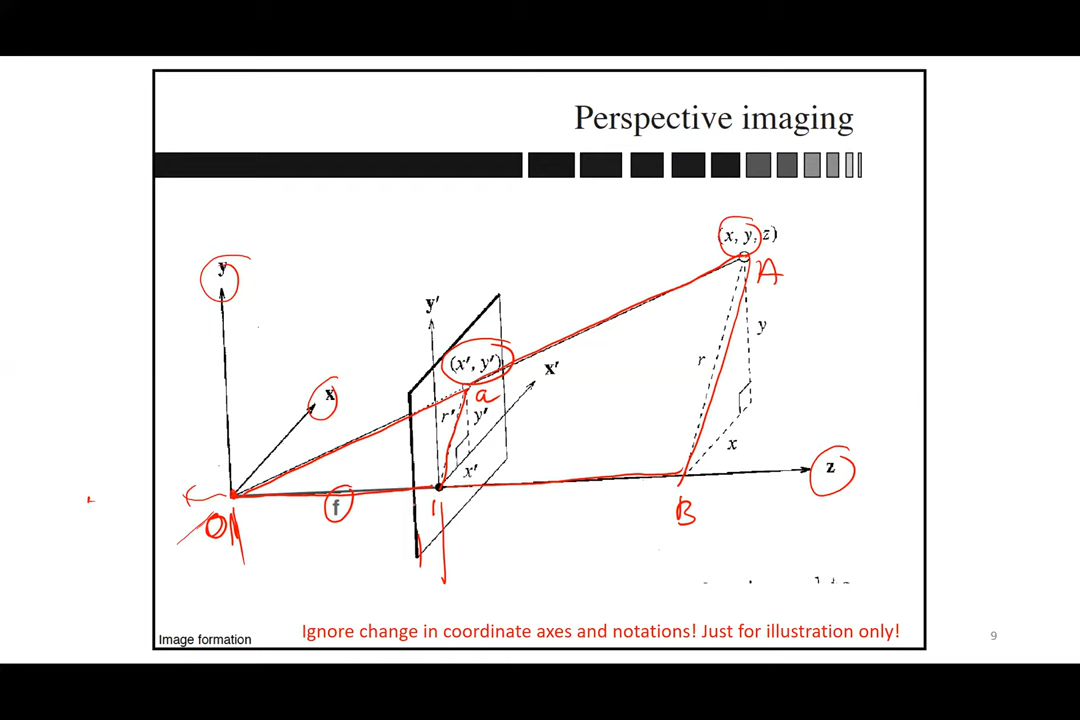 Perspective imaging
(x, y, z)
A
y
y
y'
(x', y')
x'
r
x
a
r'
y'
x
z
x'
f
B
O
Image formation
Ignore change in coordinate axes and notations! Just for illustration only!
9